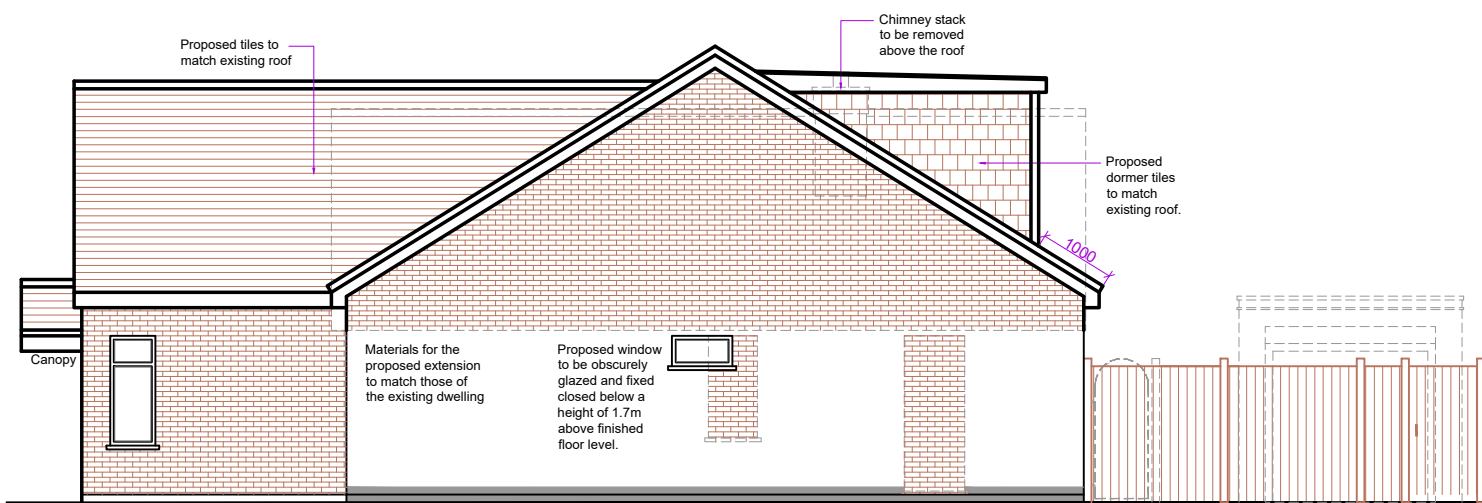 Chimney stack
to be removed
above the roof
Proposed tiles to
match existing roof
Proposed
dormer tiles
to match
existing roof.
1000
Canopy
Materials for the
proposed extension
to match those of
the existing dwelling
Proposed window
to be obscurely
glazed and fixed
closed below a
height of 1.7m
above finished
floor level.